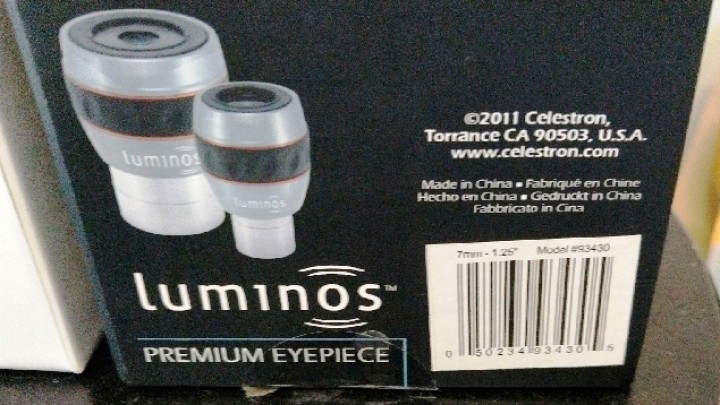 luminos
luminos
luminos™
PREMIUM EYEPIECE
©2011 Celestron,
Torrance CA 90503, U.S.A.
www.celestron.com
Made in China ▪ Fabriqué en Chine
Hecho en China ▪ Gedruckt in China
Fabbricato in Cina
7mm - 1.25" Model #93430
0 50234 93430 5